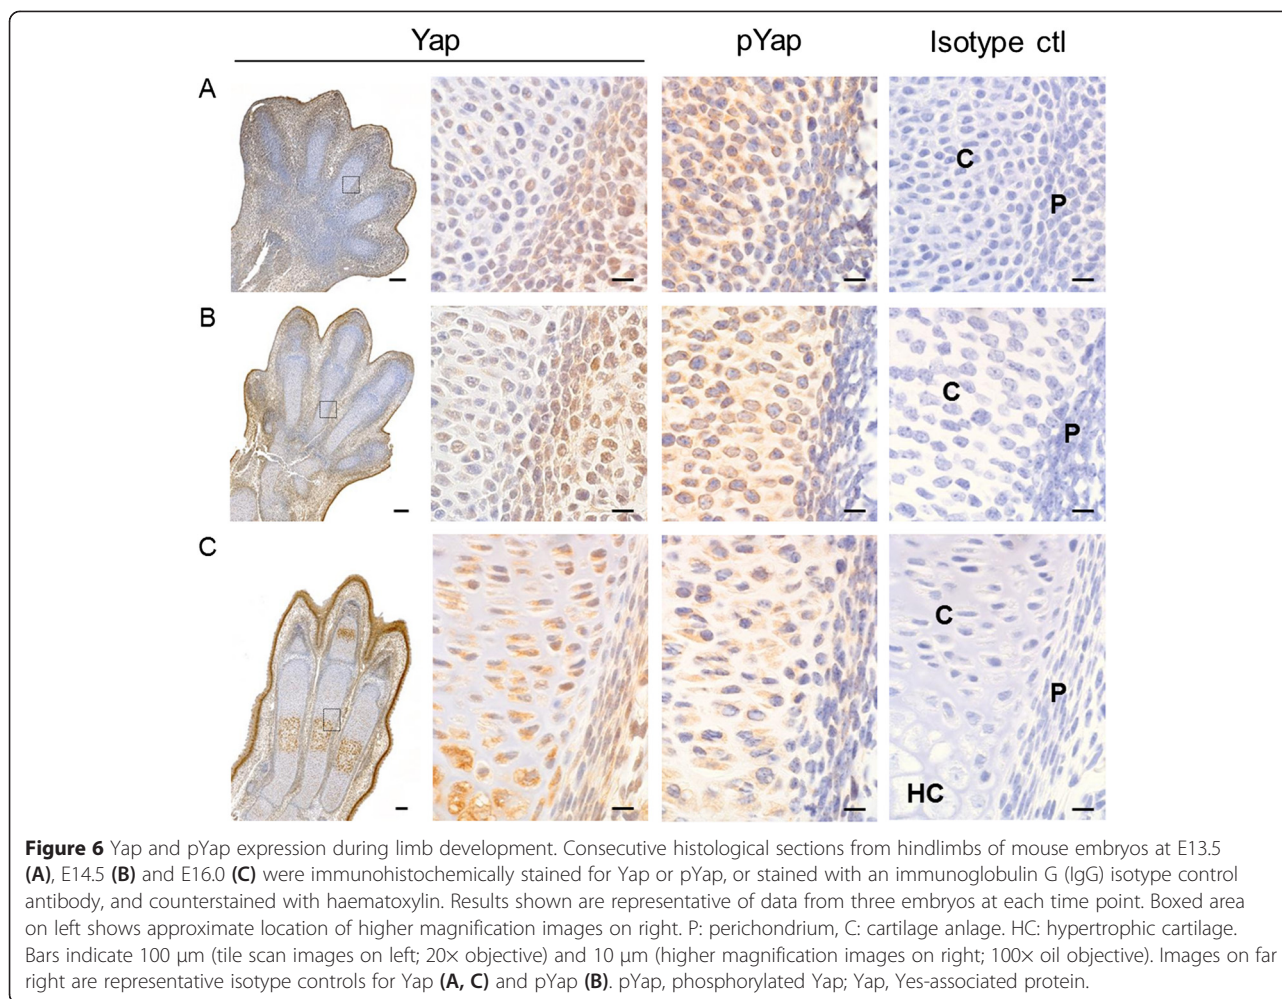 Yap
pYap
Isotype ctl
A
C
P
B
C
P
C
C
P
HC
Figure 6 Yap and pYap expression during limb development. Consecutive histological sections from hindlimbs of mouse embryos at E13.5
(A), E14.5 (B) and E16.0 (C) were immunohistochemically stained for Yap or pYap, or stained with an immunoglobulin G (IgG) isotype control
antibody, and counterstained with haematoxylin. Results shown are representative of data from three embryos at each time point. Boxed area
on left shows approximate location of higher magnification images on right. P: perichondrium, C: cartilage anlage. HC: hypertrophic cartilage.
Bars indicate 100 μm (tile scan images on left; 20× objective) and 10 μm (higher magnification images on right; 100× oil objective). Images on far
right are representative isotype controls for Yap (A, C) and pYap (B). pYap, phosphorylated Yap; Yap, Yes-associated protein.